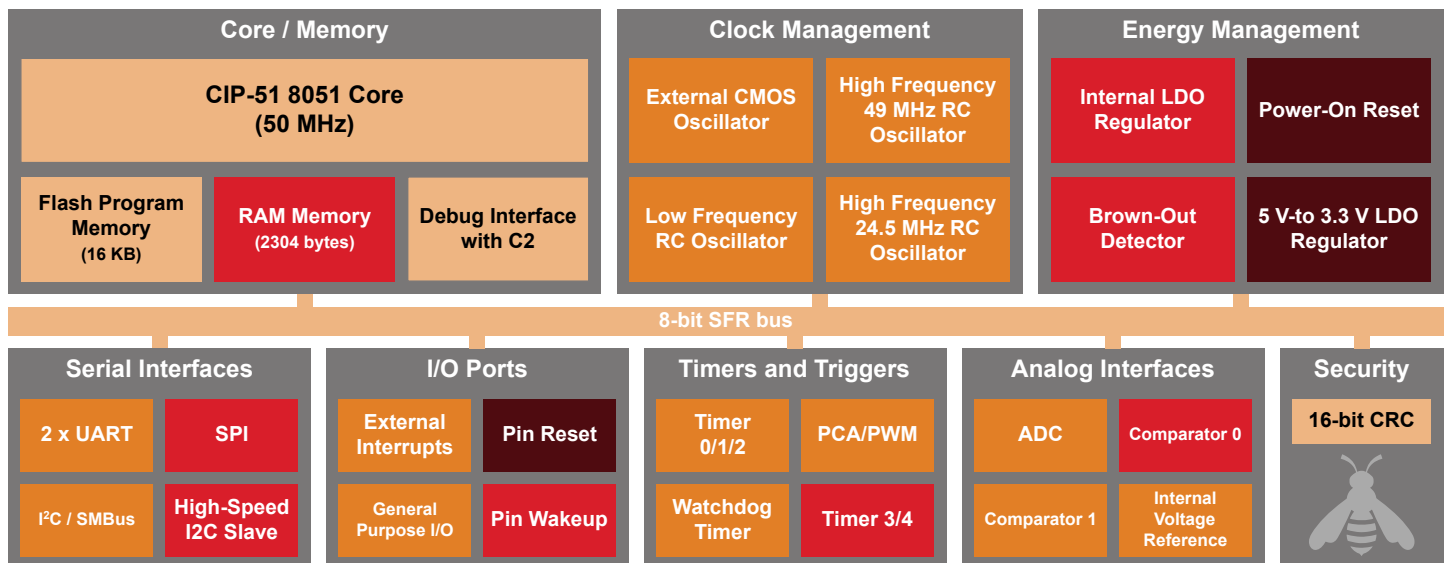 Core / Memory
CIP-51 8051 Core
(50 MHz)
Flash Program
Memory
(16 KB)
RAM Memory
(2304 bytes)
Debug Interface
with C2
Clock Management
External CMOS
Oscillator
High Frequency
49 MHz RC
Oscillator
Low Frequency
RC Oscillator
High Frequency
24.5 MHz RC
Oscillator
Energy Management
Internal LDO
Regulator
Power-On Reset
Brown-Out
Detector
5 V-to 3.3 V LDO
Regulator
8-bit SFR bus
Serial Interfaces
2 x UART
SPI
I²C / SMBus
High-Speed
I2C Slave
I/O Ports
External
Interrupts
Pin Reset
General
Purpose I/O
Pin Wakeup
Timers and Triggers
Timer
0/1/2
PCA/PWM
Watchdog
Timer
Timer 3/4
Analog Interfaces
ADC
Comparator 0
Comparator 1
Internal
Voltage
Reference
Security
16-bit CRC